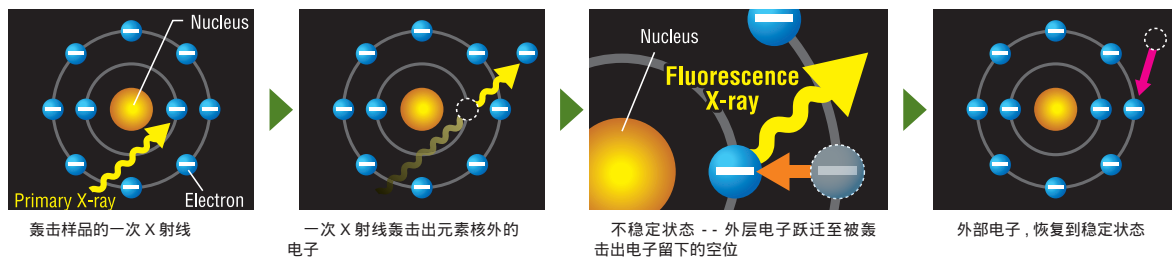 Nucleus
Primary X-ray
Electron
轰击样品的一次X射线
一次X射线轰击出元素核外的
电子
Nucleus
Fluorescence
X-ray
不稳定状态 -- 外层电子跃迁至被轰
击出电子留下的空位
外部电子,恢复到稳定状态